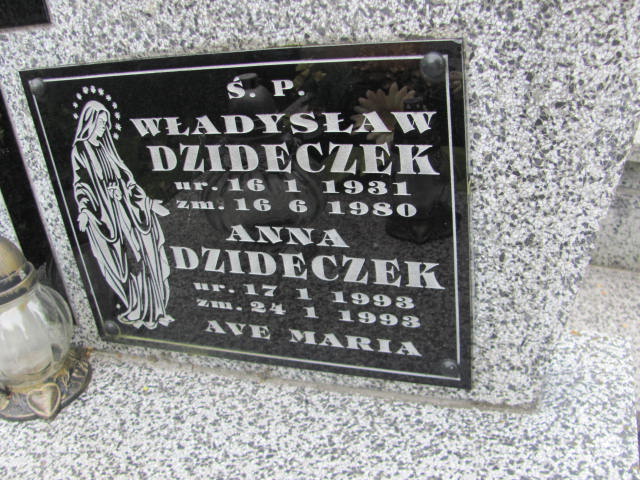 Ś. P.
WŁADYSŁAW
DZIDECZEK
ur. 16 1 1931
zm. 16 6 1980
ANNA
DZIDECZEK
ur. 17 1 1993
zm. 24 1 1993
AVE MARIA